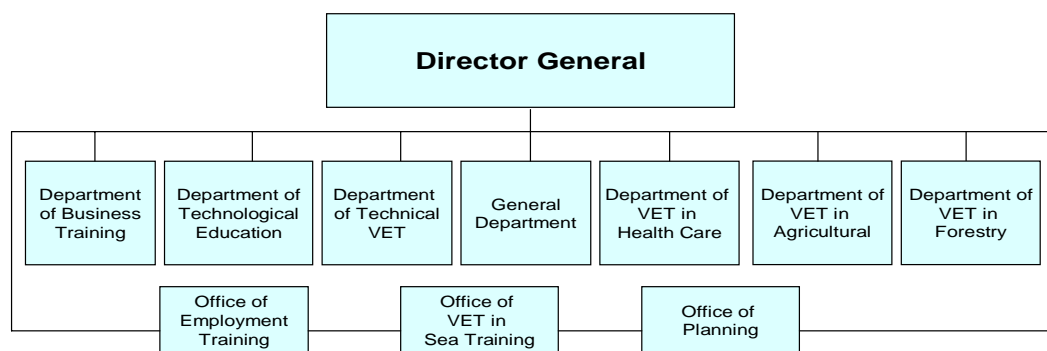 Director General
Department
of Business
Training
Department of
Technological
Education
Department
of Technical
VET
General
Department
Department of
VET in
Health Care
Department of
VET in
Agricultural
Department of
VET in
Forestry
Office of
Employment
Training
Office of
VET in
Sea Training
Office of
Planning